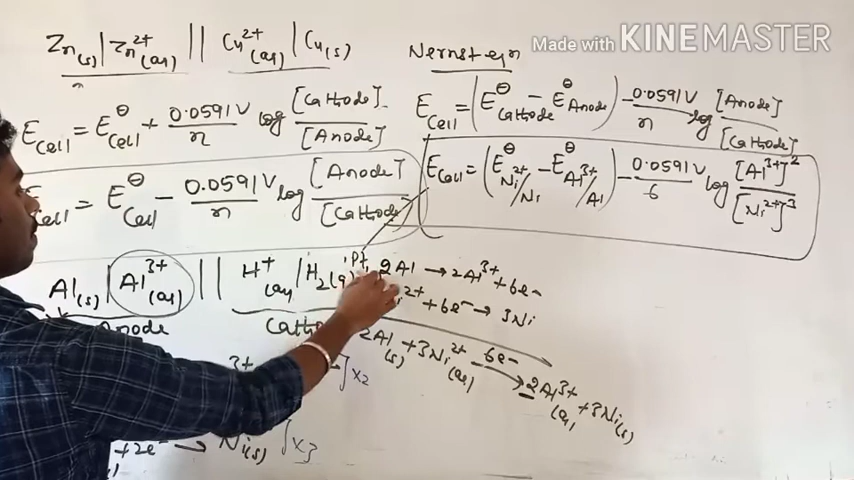 Zn(s)|Zn2+(aq) || Cu2+(aq)|Cu(s)
Nernst eqn
Made with KINEMASTER
Ecell = E⊖cell + 0.0591V/n log [Cathode]/[Anode]
Ecell = (E⊖Cathode - E⊖Anode) - 0.0591V/n log [Anode]/[Cathode]
Ecell = E⊖cell - 0.0591V/n log [Anode]/[Cathode]
Ecell = (E⊖Ni2+/Ni - E⊖Al3+/Al) - 0.0591V/6 log [Al3+]2/[Ni2+]3
Al(s) | Al3+(aq) || H+(aq)/H2(g), Pt
Anode
2Al → 2Al3+ + 6e-
2+ + 6e- → 3Ni
2Al(s) + 3Ni2+(aq) 6e- → 2Al3+(aq) + 3Ni(s)
3+ ]x2
+2e- → Ni(s) ]x3